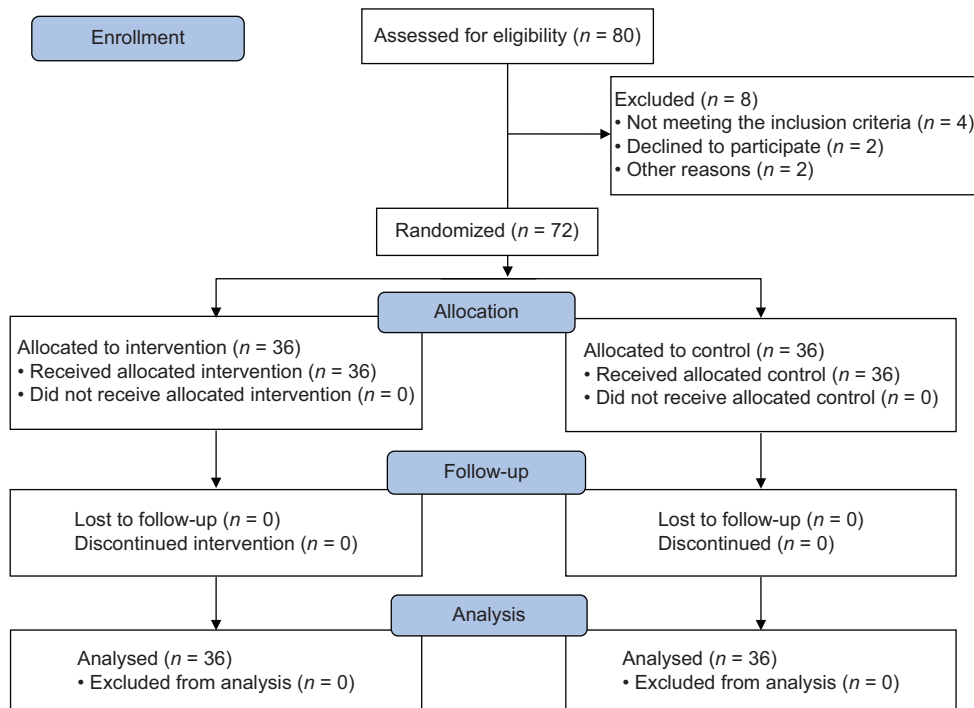 Enrollment
Assessed for eligibility (n = 80)
Excluded (n = 8)
• Not meeting the inclusion criteria (n = 4)
• Declined to participate (n = 2)
• Other reasons (n = 2)
Randomized (n = 72)
Allocation
Allocated to intervention (n = 36)
• Received allocated intervention (n = 36)
• Did not receive allocated intervention (n = 0)
Allocated to control (n = 36)
• Received allocated control (n = 36)
• Did not receive allocated control (n = 0)
Follow-up
Lost to follow-up (n = 0)
Discontinued intervention (n = 0)
Lost to follow-up (n = 0)
Discontinued (n = 0)
Analysis
Analysed (n = 36)
• Excluded from analysis (n = 0)
Analysed (n = 36)
• Excluded from analysis (n = 0)